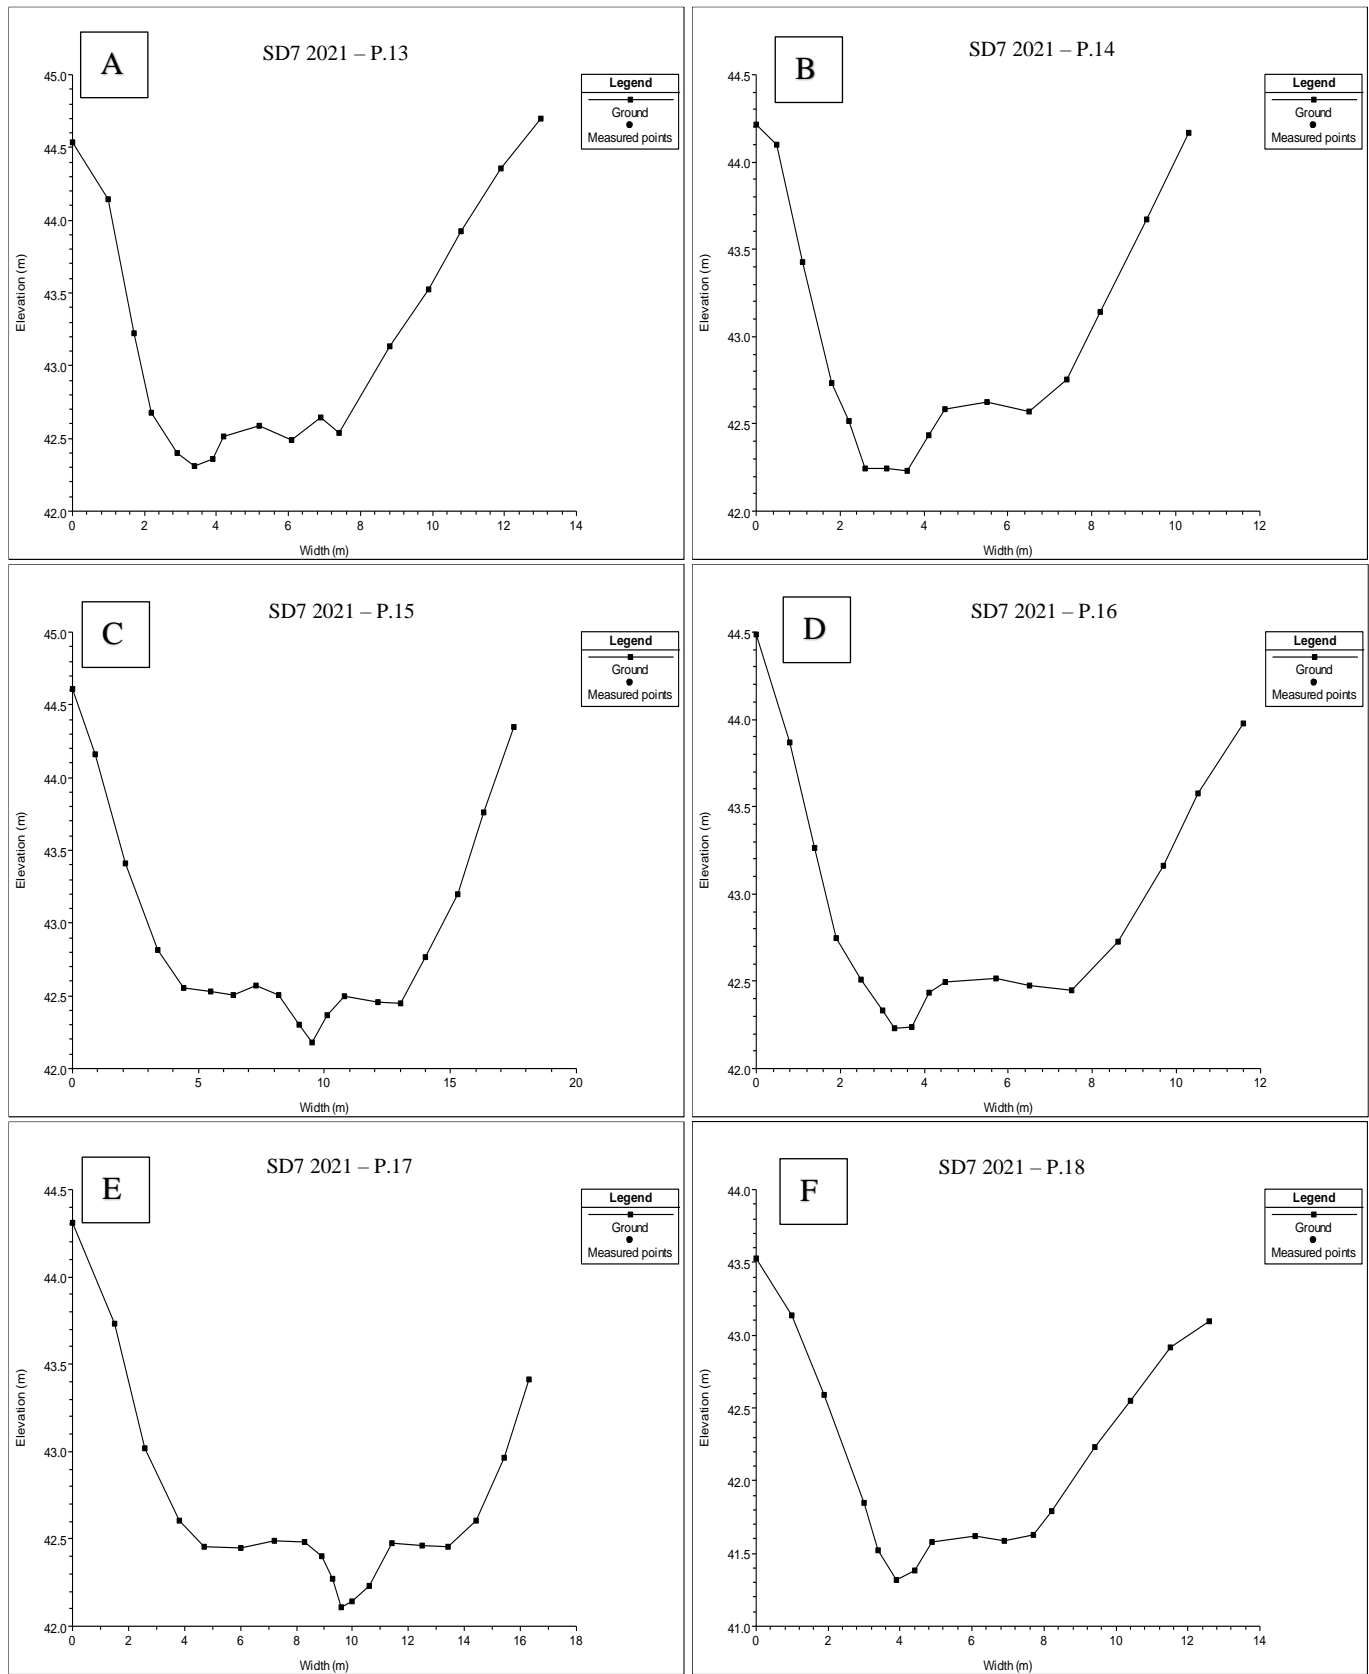 A
SD7 2021 – P.13
45.0
44.5
44.0
43.5
43.0
42.5
42.0
0 2 4 6 8 10 12 14
Elevation (m)
Width (m)
Legend
Ground
Measured points
B
SD7 2021 – P.14
44.5
44.0
43.5
43.0
42.5
42.0
0 2 4 6 8 10 12
Elevation (m)
Width (m)
Legend
Ground
Measured points
C
SD7 2021 – P.15
45.0
44.5
44.0
43.5
43.0
42.5
42.0
0 5 10 15 20
Elevation (m)
Width (m)
Legend
Ground
Measured points
D
SD7 2021 – P.16
44.5
44.0
43.5
43.0
42.5
42.0
0 2 4 6 8 10 12
Elevation (m)
Width (m)
Legend
Ground
Measured points
E
SD7 2021 – P.17
44.5
44.0
43.5
43.0
42.5
42.0
0 2 4 6 8 10 12 14 16 18
Elevation (m)
Width (m)
Legend
Ground
Measured points
F
SD7 2021 – P.18
44.0
43.5
43.0
42.5
42.0
41.5
41.0
0 2 4 6 8 10 12 14
Elevation (m)
Width (m)
Legend
Ground
Measured points